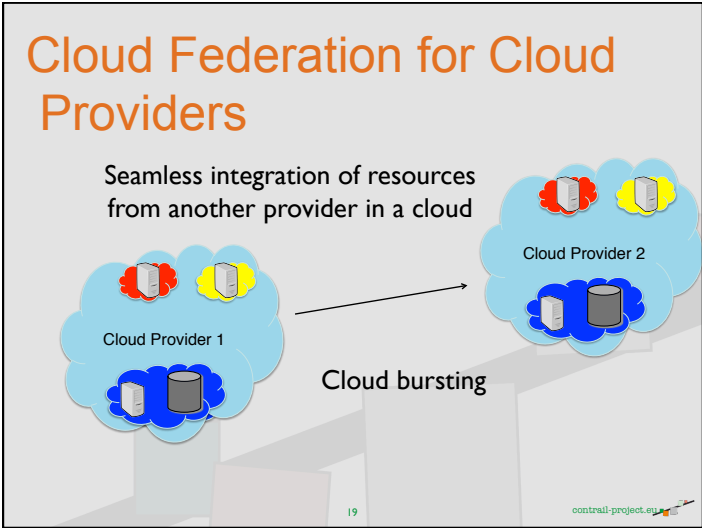 Cloud Federation for Cloud
Providers
Seamless integration of resources
from another provider in a cloud
Cloud Provider 2
Cloud Provider 1
Cloud bursting
19
contrail-project.eu